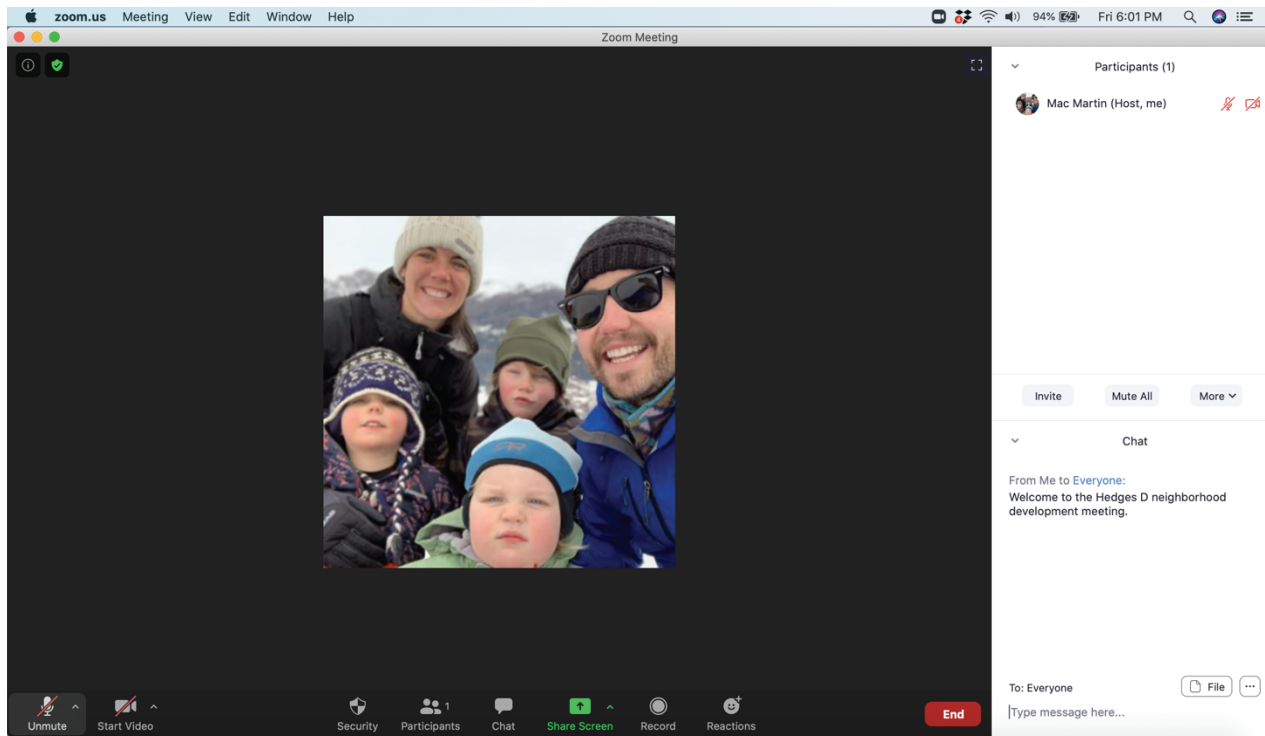 zoom.us Meeting View Edit Window Help 94% Fri 6:01 PM
Zoom Meeting
Participants (1)
Mac Martin (Host, me)
Invite Mute All More
Chat
From Me to Everyone:
Welcome to the Hedges D neighborhood
development meeting.
To: Everyone File
Type message here...
Unmute Start Video Security Participants 1 Chat Share Screen Record Reactions End